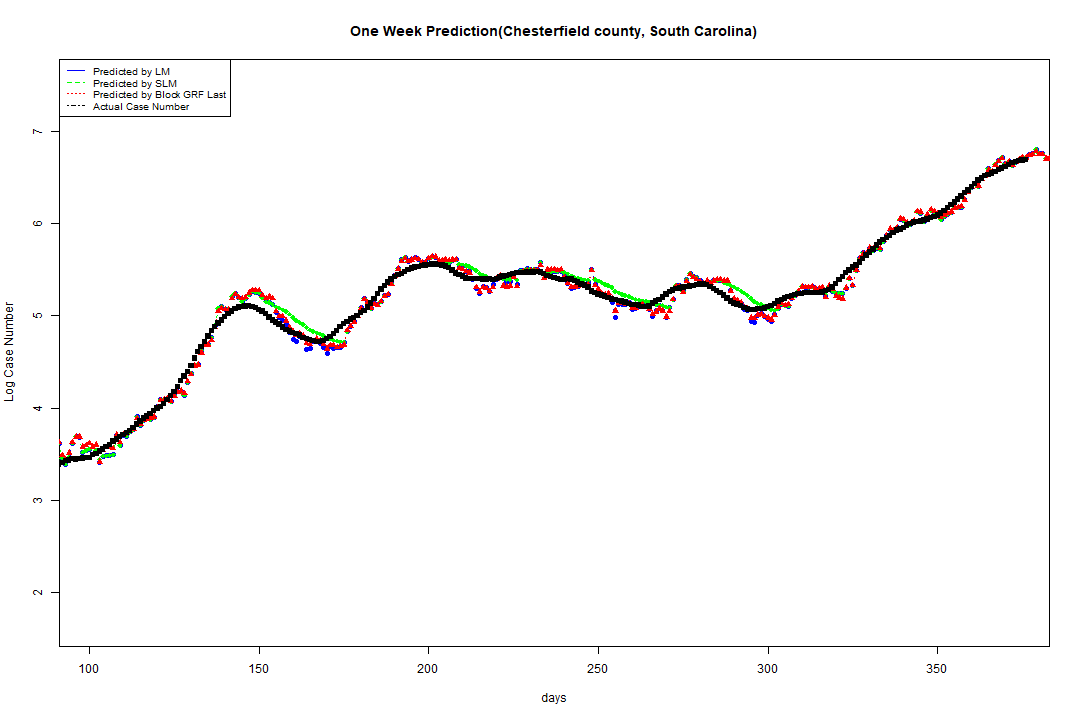 One Week Prediction(Chesterfield county, South Carolina)
Predicted by LM
Predicted by SLM
Predicted by Block GRF Last
Actual Case Number
7
6
5
4
3
2
Log Case Number
100 150 200 250 300 350
days